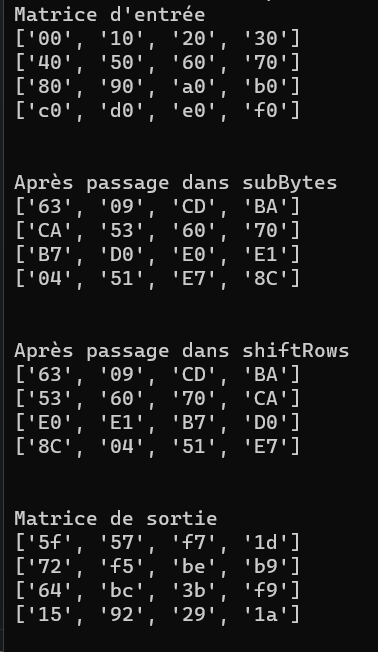 Matrice d'entrée
['00', '10', '20', '30']
['40', '50', '60', '70']
['80', '90', 'a0', 'b0']
['c0', 'd0', 'e0', 'f0']
Après passage dans subBytes
['63', '09', 'CD', 'BA']
['CA', '53', '60', '70']
['B7', 'D0', 'E0', 'E1']
['04', '51', 'E7', '8C']
Après passage dans shiftRows
['63', '09', 'CD', 'BA']
['53', '60', '70', 'CA']
['E0', 'E1', 'B7', 'D0']
['8C', '04', '51', 'E7']
Matrice de sortie
['5f', '57', 'f7', '1d']
['72', 'f5', 'be', 'b9']
['64', 'bc', '3b', 'f9']
['15', '92', '29', '1a']